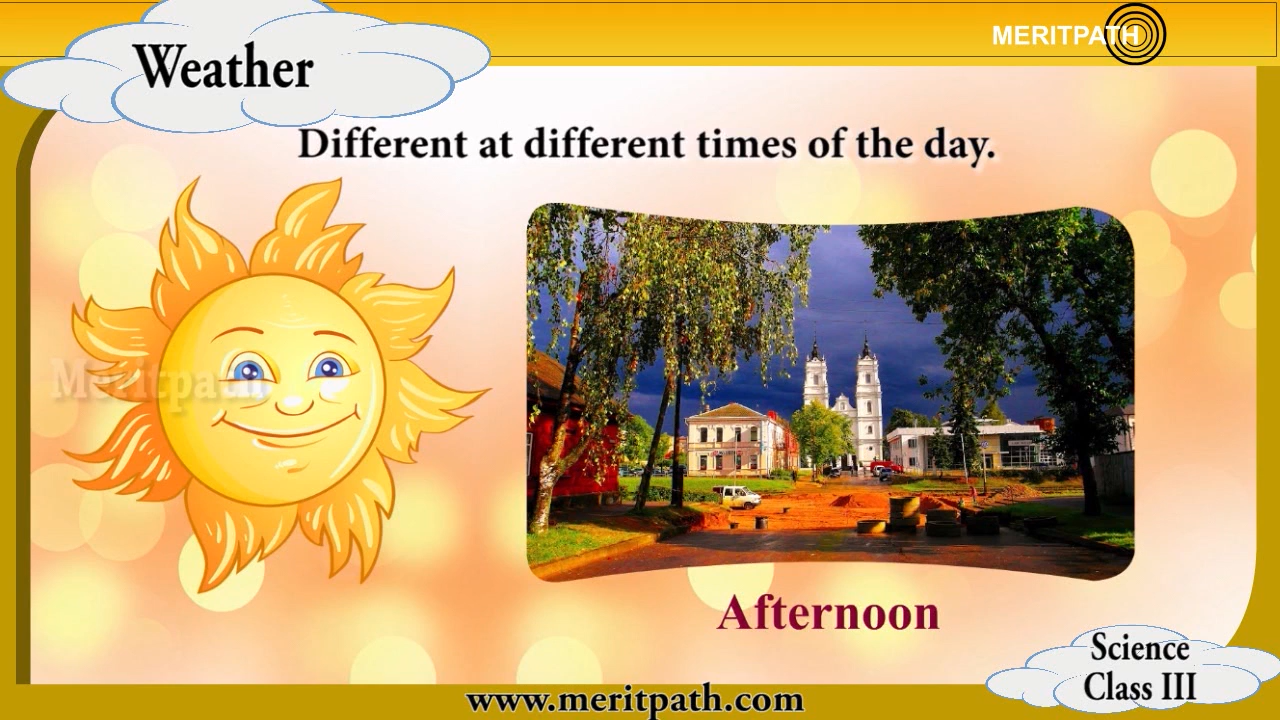 MERITPATH
Weather
Different at different times of the day.
Meritpath
Afternoon
Science
Class III
www.meritpath.com